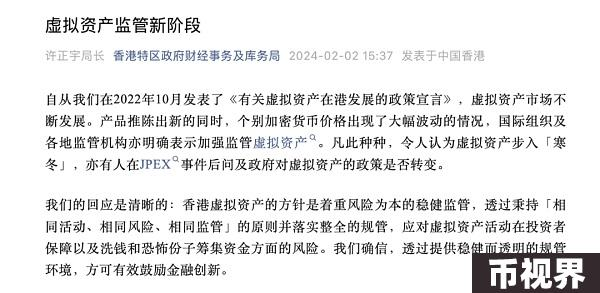 虚拟资产监管新阶段
许正宇局长 香港特区政府财经事务及库务局 2024-02-02 15:37 发表于中国香港
自从我们在2022年10月发表了《有关虚拟资产在港发展的政策宣言》，虚拟资产市场不
断发展。产品推陈出新的同时，个别加密货币价格出现了大幅波动的情况，国际组织及
各地监管机构亦明确表示加强监管虚拟资产。凡此种种，令人认为虚拟资产步入「寒
冬」，亦有人在JPEX事件后问及政府对虚拟资产的政策是否转变。
我们的回应是清晰的：香港虚拟资产的方针是着重风险为本的稳健监管，透过秉持「相
同活动、相同风险、相同监管」的原则并落实整全的规管，应对虚拟资产活动在投资者
保障以及洗钱和恐怖份子筹集资金方面的风险。我们确信，透过提供稳健而透明的规管
环境，方可有效鼓励金融创新。
币视界